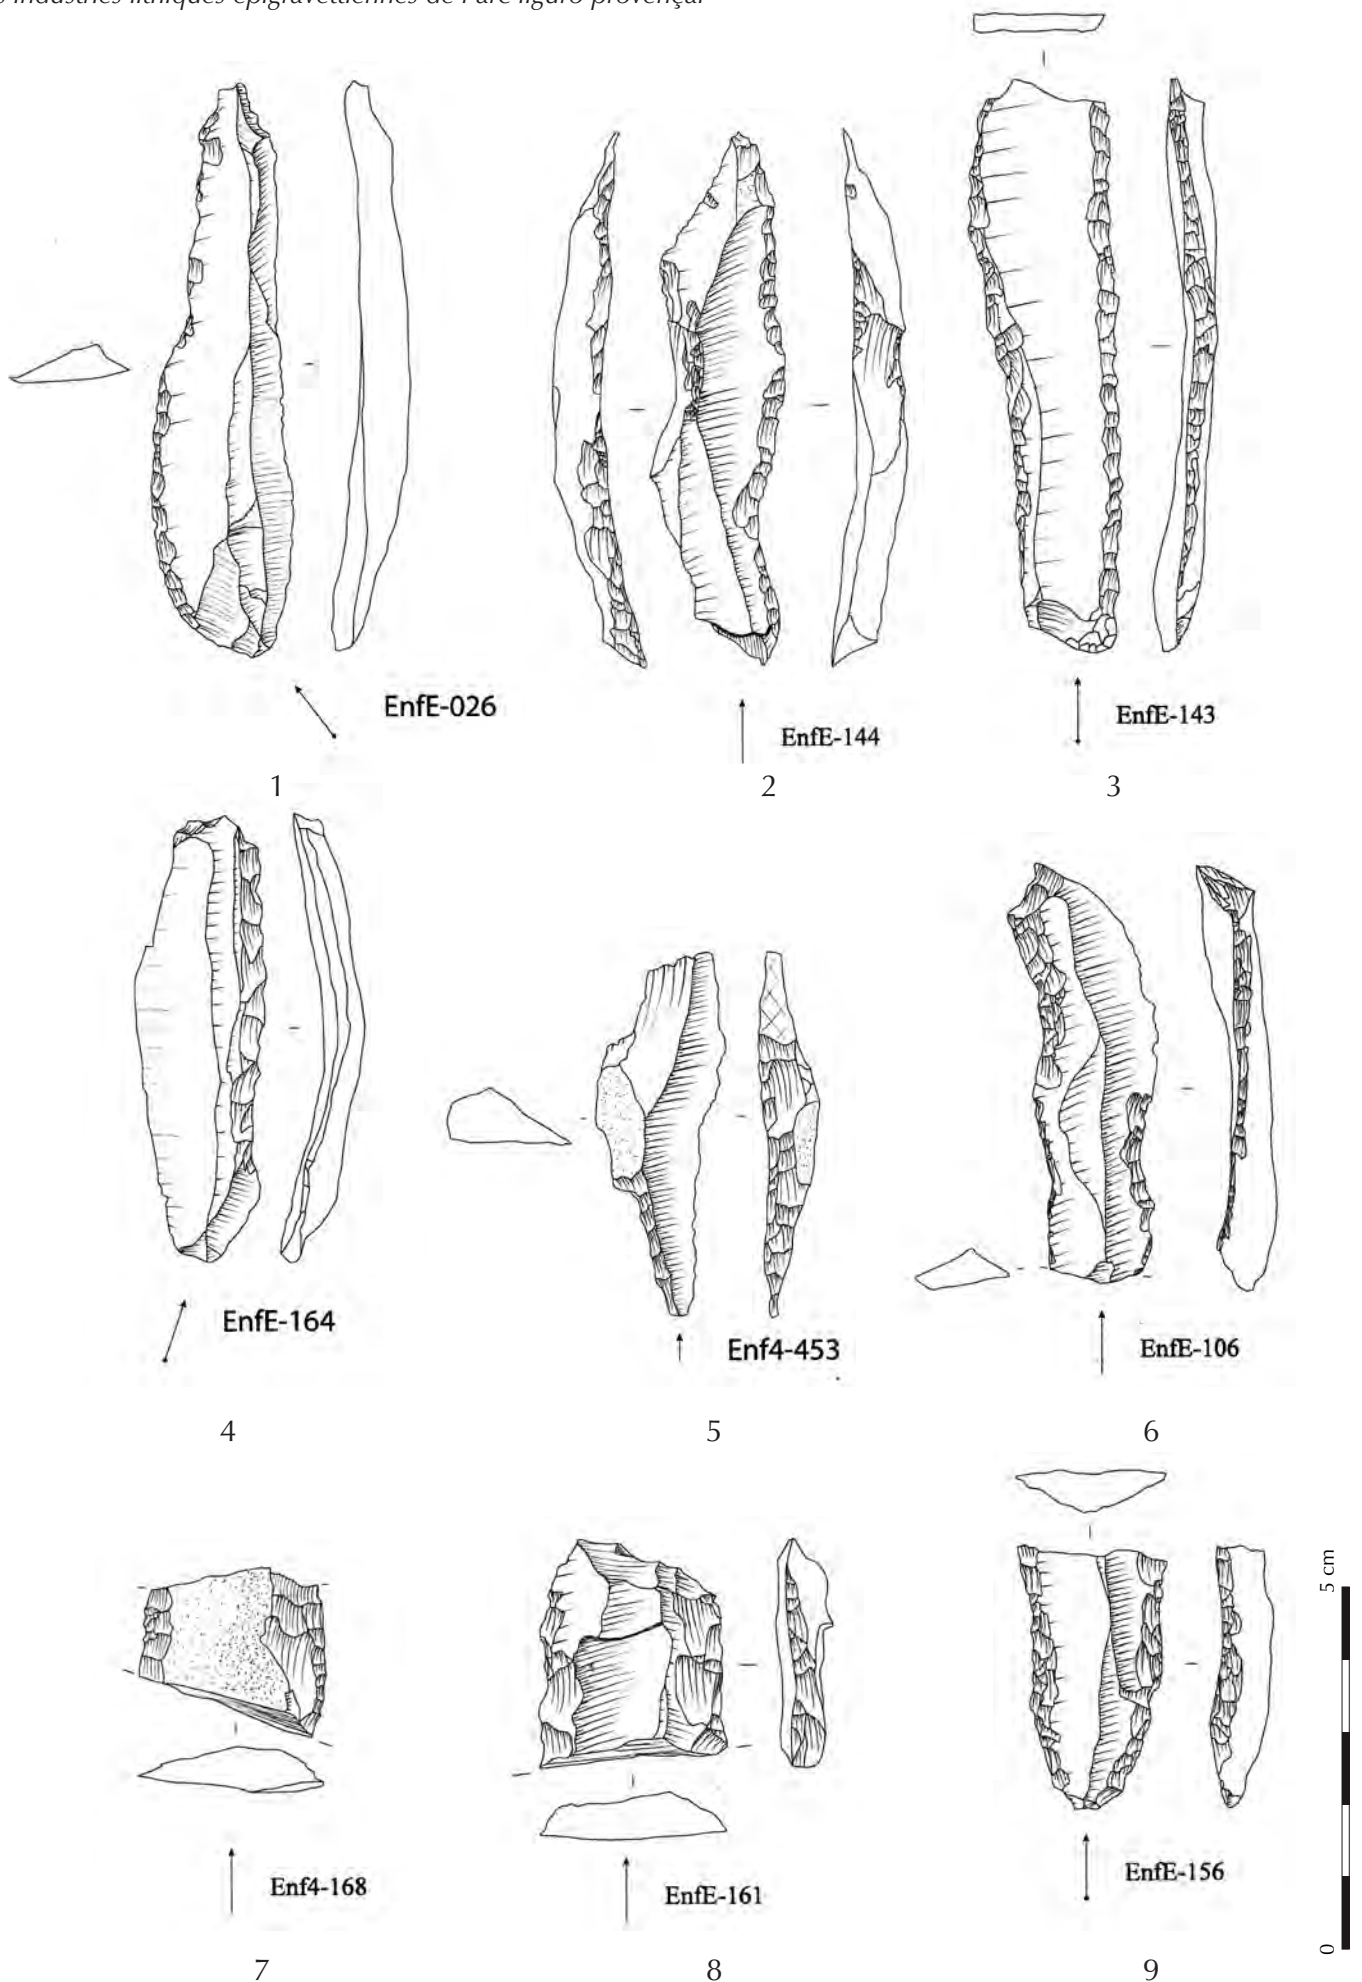 industries lithiques épigravettiennes de l'arc liguro-provençal
EnfE-026
EnfE-144
EnfE-143
1
2
3
EnfE-164
Enf4-453
EnfE-106
4
5
6
5 cm
0
Enf4-168
EnfE-161
EnfE-156
7
8
9